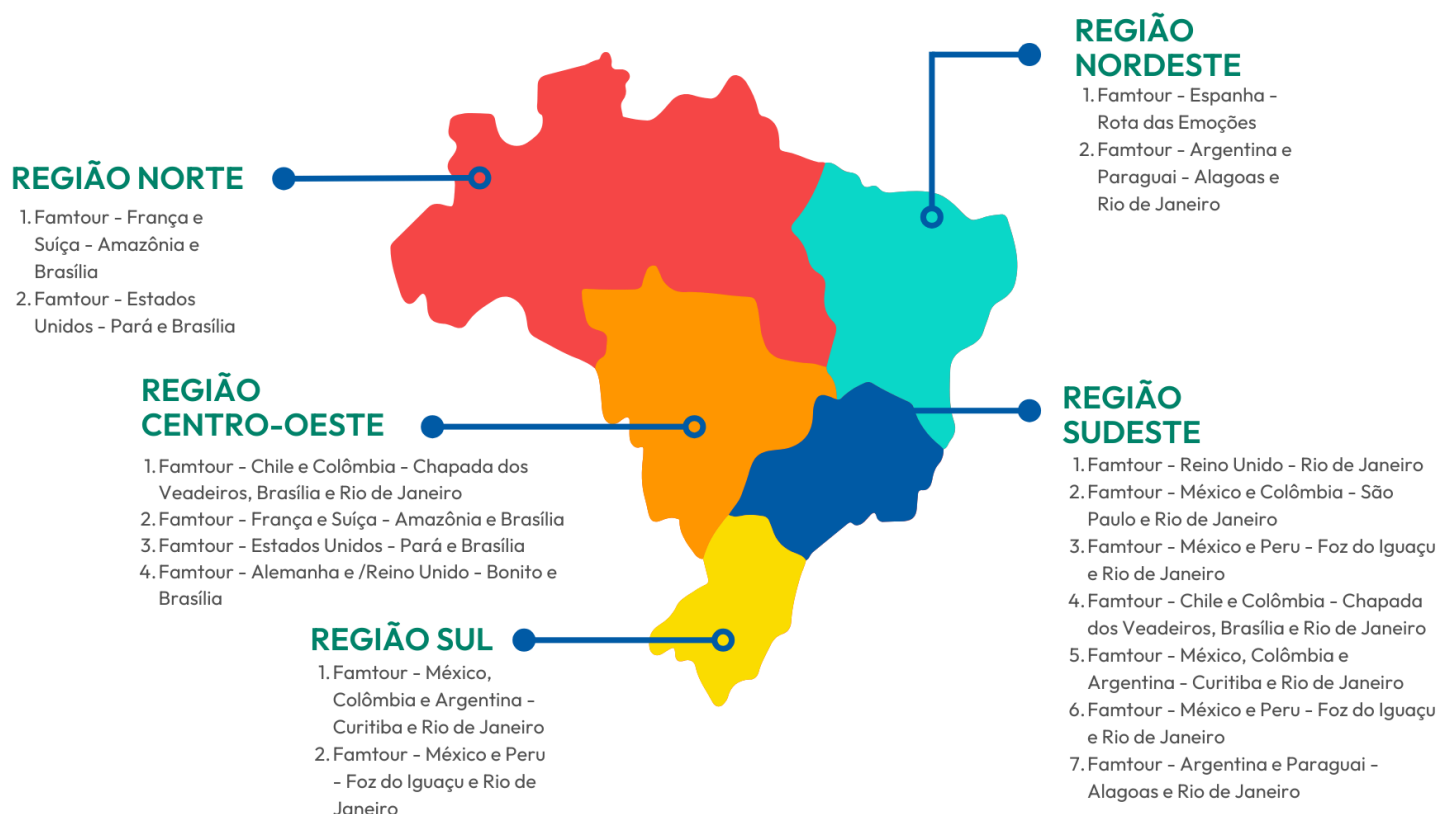 REGIÃO NORTE
1. Famtour - França e
Suíça - Amazônia e
Brasília
2. Famtour - Estados
Unidos - Pará e Brasília
REGIÃO
NORDESTE
1. Famtour - Espanha -
Rota das Emoções
2. Famtour - Argentina e
Paraguai - Alagoas e
Rio de Janeiro
REGIÃO
CENTRO-OESTE
1. Famtour - Chile e Colômbia - Chapada dos
Veadeiros, Brasília e Rio de Janeiro
2. Famtour - França e Suíça - Amazônia e Brasília
3. Famtour - Estados Unidos - Pará e Brasília
4. Famtour - Alemanha e /Reino Unido - Bonito e
Brasília
REGIÃO
SUDESTE
1. Famtour - Reino Unido - Rio de Janeiro
2. Famtour - México e Colômbia - São
Paulo e Rio de Janeiro
3. Famtour - México e Peru - Foz do Iguaçu
e Rio de Janeiro
4. Famtour - Chile e Colômbia - Chapada
dos Veadeiros, Brasília e Rio de Janeiro
5. Famtour - México, Colômbia e
Argentina - Curitiba e Rio de Janeiro
6. Famtour - México e Peru - Foz do Iguaçu
e Rio de Janeiro
7. Famtour - Argentina e Paraguai -
Alagoas e Rio de Janeiro
REGIÃO SUL
1. Famtour - México,
Colômbia e Argentina -
Curitiba e Rio de Janeiro
2. Famtour - México e Peru
- Foz do Iguaçu e Rio de
Janeiro